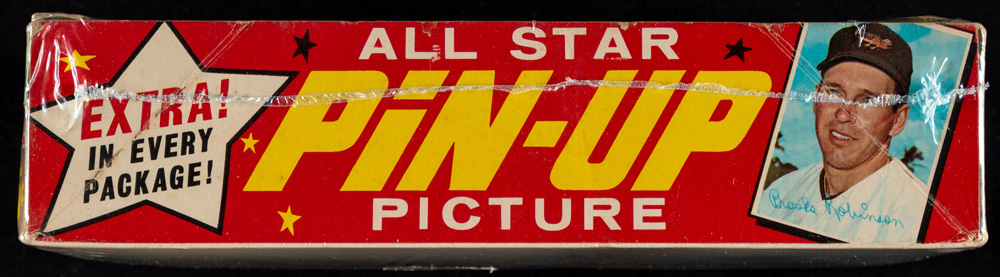 EXTRA!
IN EVERY
PACKAGE!
ALL STAR
PiN-UP
PICTURE
Brooks Robinson